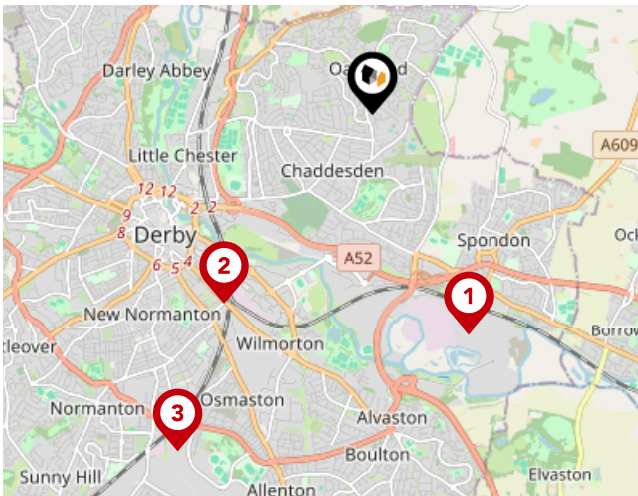 Darley Abbey
Little Chester
A609
Chaddesden
12 12
2 2
9
8
Derby
Spondon
A52
6 5 4
2
1
New Normanton
Wilmorton
Normanton
3
Osmaston
Alvaston
Boulton
Sunny Hill
Allenton
Elvaston